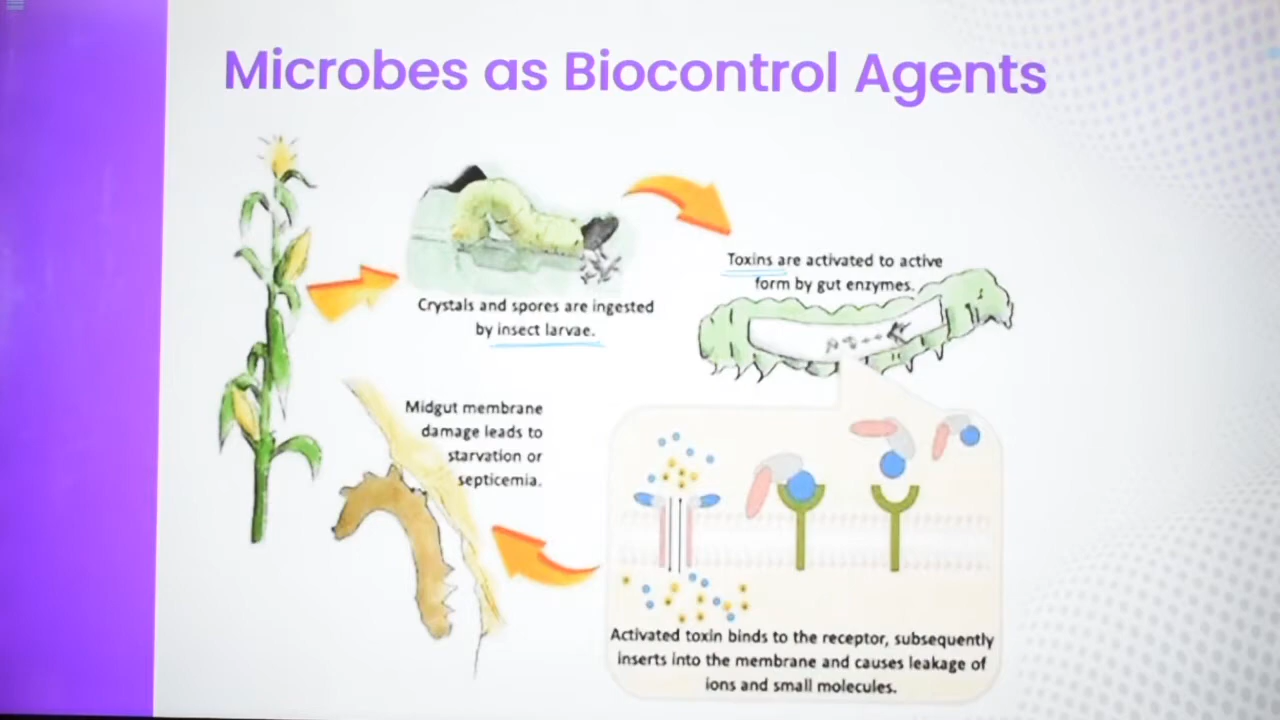 Microbes as Biocontrol Agents
Toxins are activated to active
form by gut enzymes.
Crystals and spores are ingested
by insect larvae.
Midgut membrane
damage leads to
starvation or
septicemia.
Activated toxin binds to the receptor, subsequently
inserts into the membrane and causes leakage of
ions and small molecules.